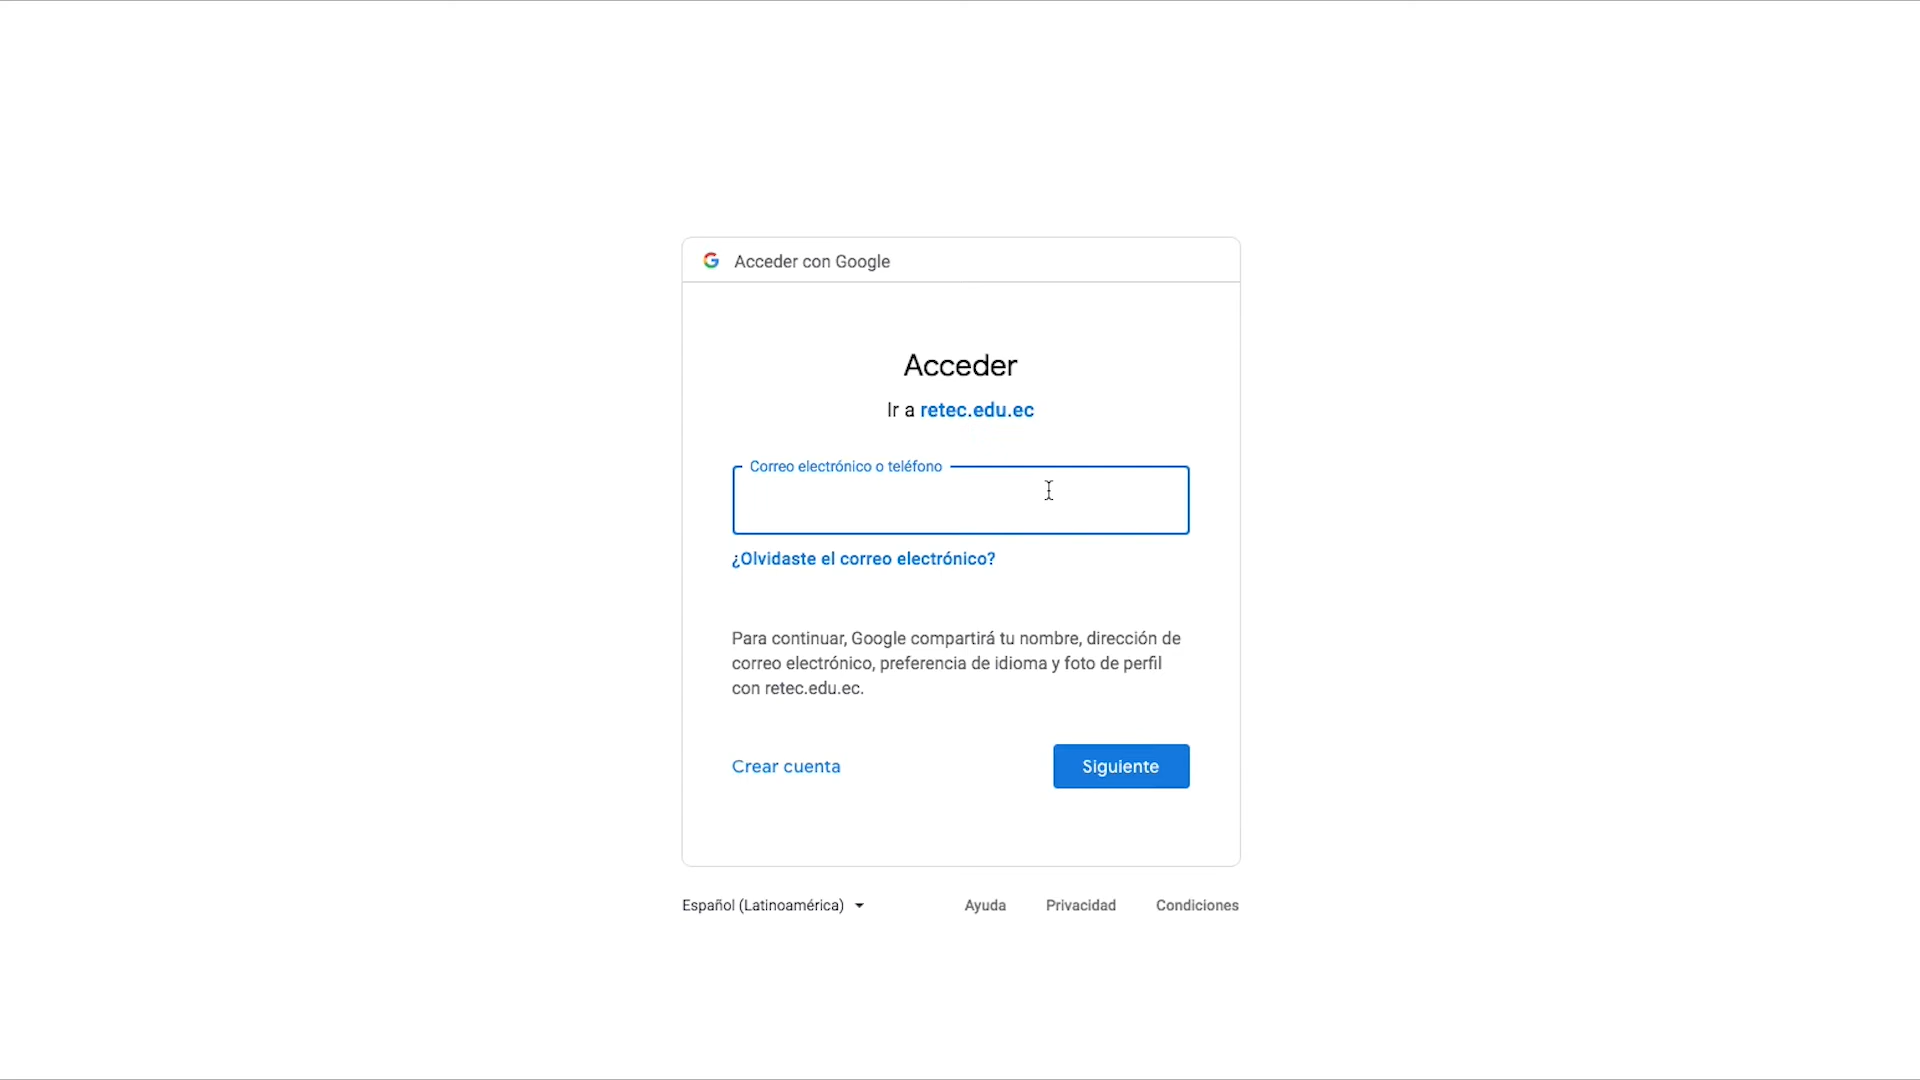 Acceder con Google
Acceder
Ir a retec.edu.ec
Correo electrónico o teléfono
¿Olvidaste el correo electrónico?
Para continuar, Google compartirá tu nombre, dirección de
correo electrónico, preferencia de idioma y foto de perfil
con retec.edu.ec.
Crear cuenta
Siguiente
Español (Latinoamérica)
Ayuda
Privacidad
Condiciones